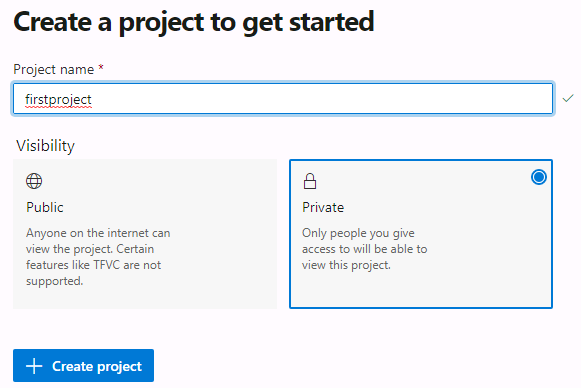 Create a project to get started
Project name *
firstproject
Visibility
Public
Anyone on the internet can
view the project. Certain
features like TFVC are not
supported.
Private
Only people you give
access to will be able to
view this project.
Create project